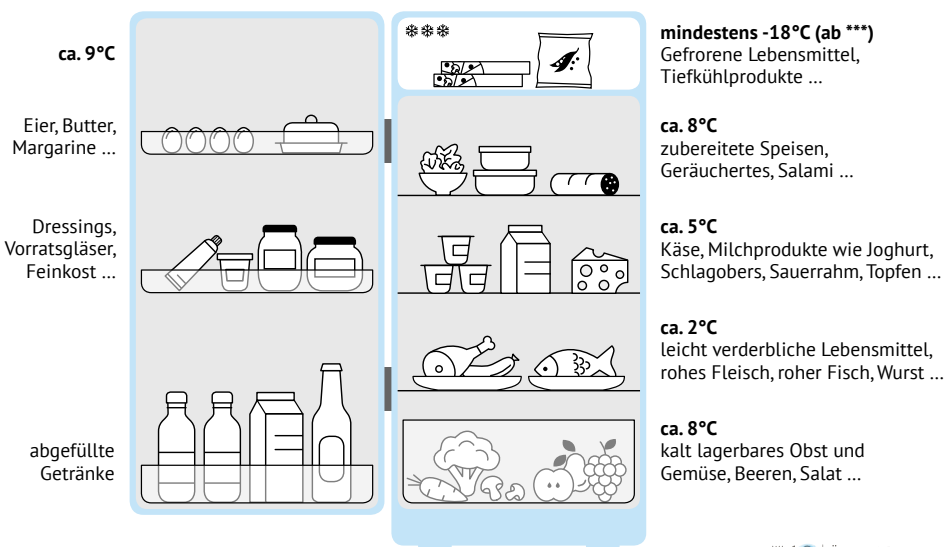 ca. 9°C
Eier, Butter,
Margarine ...
Dressings,
Vorratsgläser,
Feinkost ...
abgefüllte
Getränke
mindestens -18°C (ab ***)
Gefrorene Lebensmittel,
Tiefkühlprodukte ...
ca. 8°C
zubereitete Speisen,
Geräuchertes, Salami ...
ca. 5°C
Käse, Milchprodukte wie Joghurt,
Schlagobers, Sauerrahm, Topfen ...
ca. 2°C
leicht verderbliche Lebensmittel,
rohes Fleisch, roher Fisch, Wurst ...
ca. 8°C
kalt lagerbares Obst und
Gemüse, Beeren, Salat ...